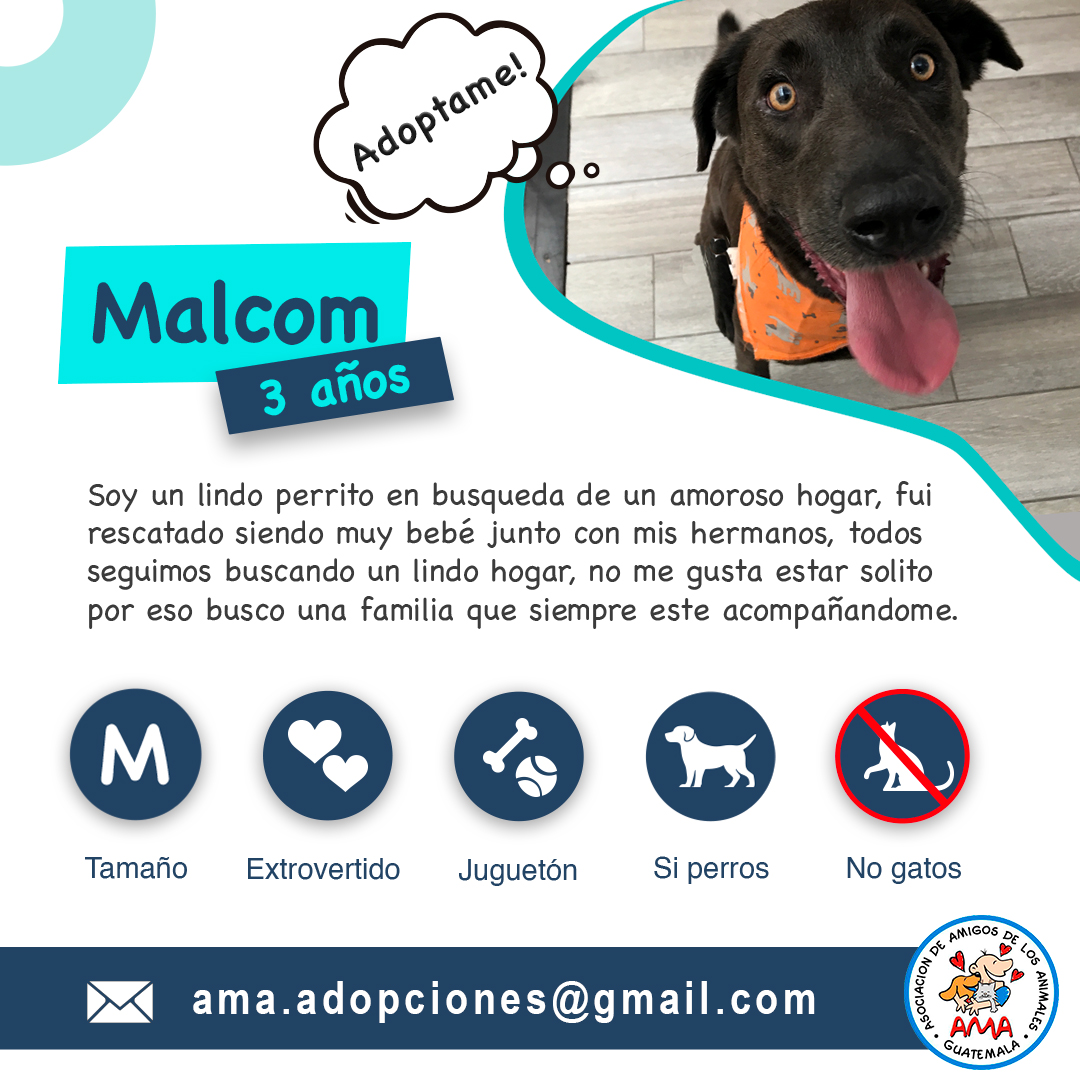 Adoptame!
Malcom
3 años
Soy un lindo perrito en busqueda de un amoroso hogar, fui
rescatado siendo muy bebé junto con mis hermanos, todos
seguimos buscando un lindo hogar, no me gusta estar solito
por eso busco una familia que siempre este acompañandome.
M
Tamaño
Extrovertido
Juguetón
Si perros
No gatos
ama.adopciones@gmail.com
ASOCIACION DE AMIGOS DE LOS ANIMALES
AMA
GUATEMALA